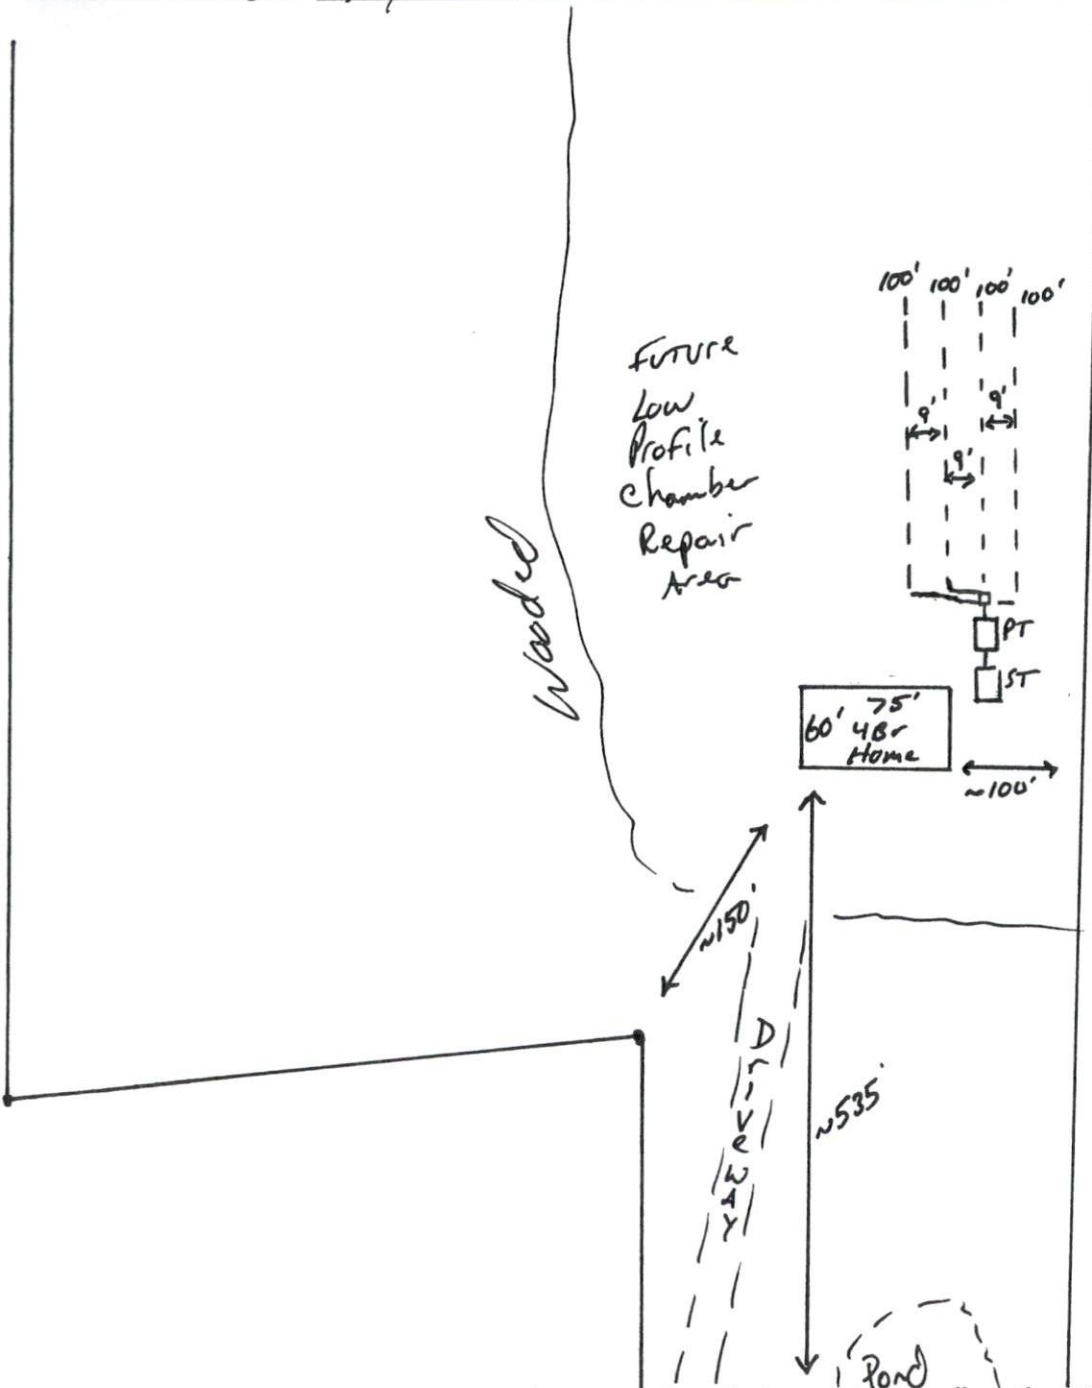 100' 100' 100' 100'
Future
Low
Profile
Chamber
Repair
Area
9'
9'
9'
Wooded
PT
ST
75'
60' 4Br
Home
~100'
~150'
Driveway
~535'
Pond